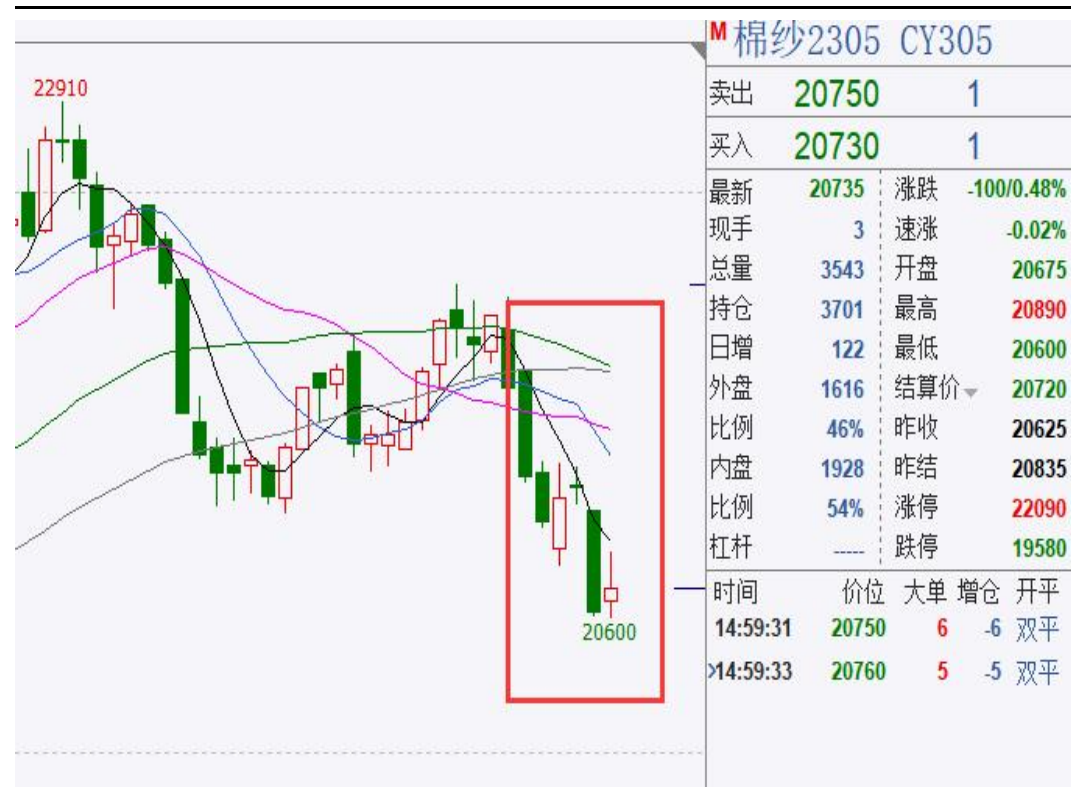 22910
20600
M 棉纱2305 CY305
卖出 20750 1
买入 20730 1
最新 20735 涨跌 -100/0.48%
现手 3 速涨 -0.02%
总量 3543 开盘 20675
持仓 3701 最高 20890
日增 122 最低 20600
外盘 1616 结算价 20720
比例 46% 昨收 20625
内盘 1928 昨结 20835
比例 54% 涨停 22090
杠杆 ----- 跌停 19580
时间 价位 大单 增仓 开平
14:59:31 20750 6 -6 双平
14:59:33 20760 5 -5 双平